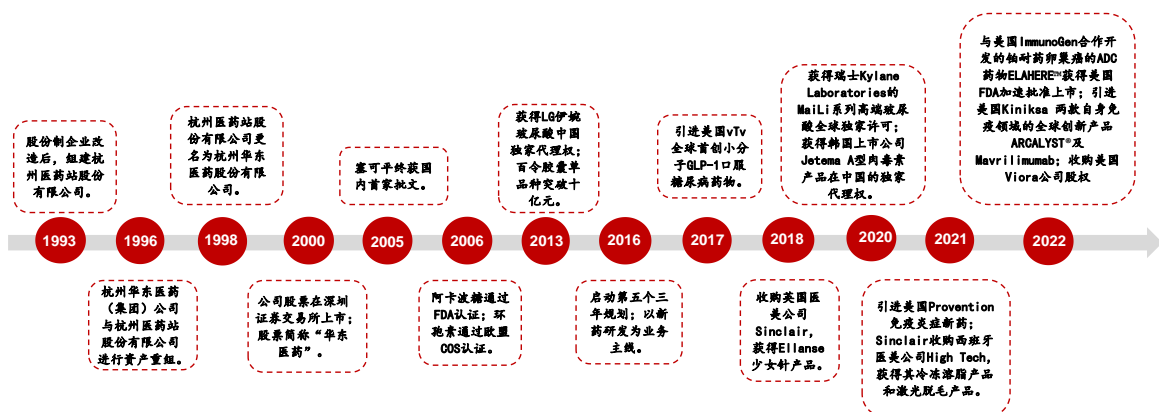 股份制企业改
造后，组建杭
州医药站股份
有限公司。
杭州医药站股
份有限公司更
名为杭州华东
医药股份有限
公司。
塞可平终获国
内首家批文。
获得LG伊婉
玻尿酸中国
独家代理权；
百令胶囊单
品种突破十
亿元。
引进美国vTv
全球首创小分
子GLP-1口服
糖尿病药物。
获得瑞士Kylane
Laboratories的
MaiLi系列高端玻尿
酸全球独家许可；
获得韩国上市公司
Jetema A型肉毒素
产品在中国的独家
代理权。
与美国ImmunoGen合作开
发的铂耐药卵巢癌的ADC
药物ELAHERE™获得美国
FDA加速批准上市；引进
美国Kiniksa 两款自身免
疫领域的全球创新产品
ARCALYST®及
Mavrilimumab；收购美国
Viora公司股权
1993
1996
1998
2000
2005
2006
2013
2016
2017
2018
2020
2021
2022
杭州华东医药
（集团）公司
与杭州医药站
股份有限公司
进行资产重组。
公司股票在深圳
证券交易所上市；
股票简称“华东
医药”。
阿卡波糖通过
FDA认证；环
孢素通过欧盟
COS认证。
启动第五个三
年规划；以新
药研发为业务
主线。
收购英国医
美公司
Sinclair，
获得Ellanse
少女针产品。
引进美国Provention
免疫炎症新药；
Sinclair收购西班牙
医美公司High Tech，
获得其冷冻溶脂产品
和激光脱毛产品。